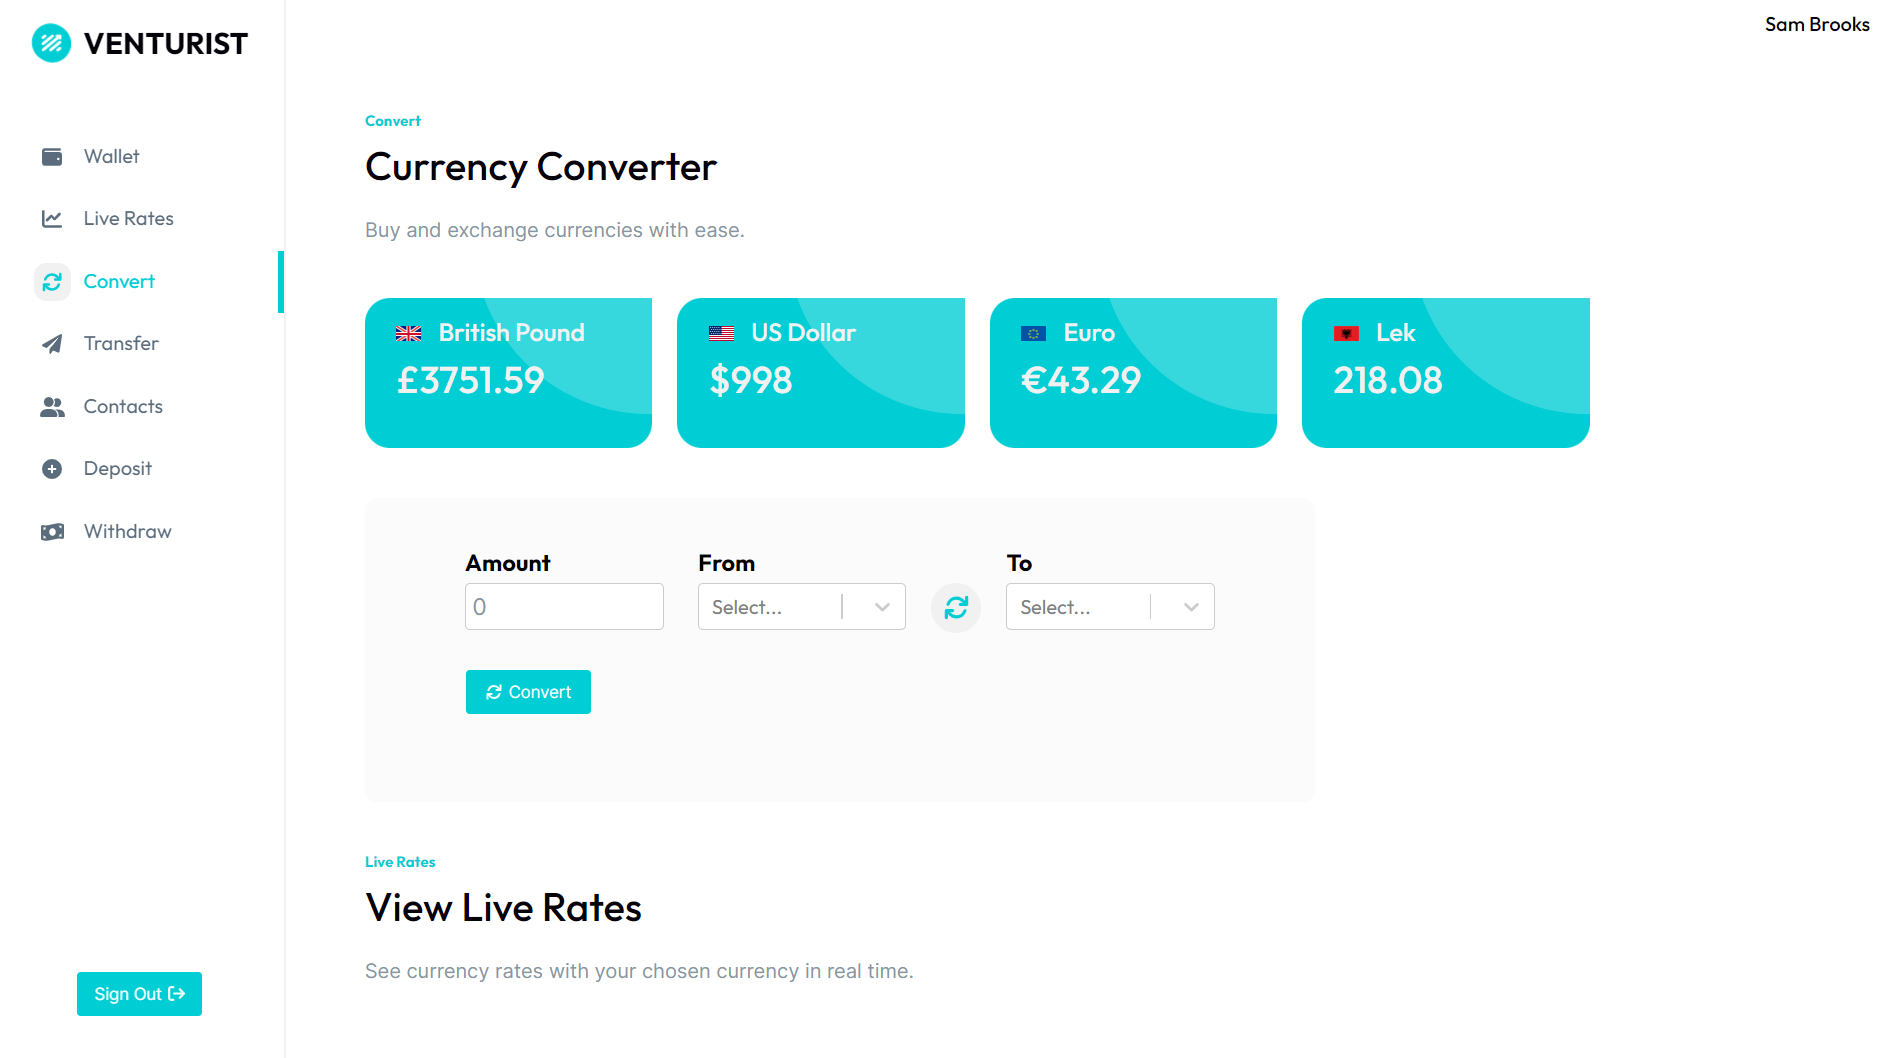 VENTURIST
Sam Brooks
Wallet
Live Rates
Convert
Transfer
Contacts
Deposit
Withdraw
Sign Out
Convert
Currency Converter
Buy and exchange currencies with ease.
British Pound
£3751.59
US Dollar
$998
Euro
€43.29
Lek
218.08
Amount
0
From
Select...
To
Select...
Convert
Live Rates
View Live Rates
See currency rates with your chosen currency in real time.